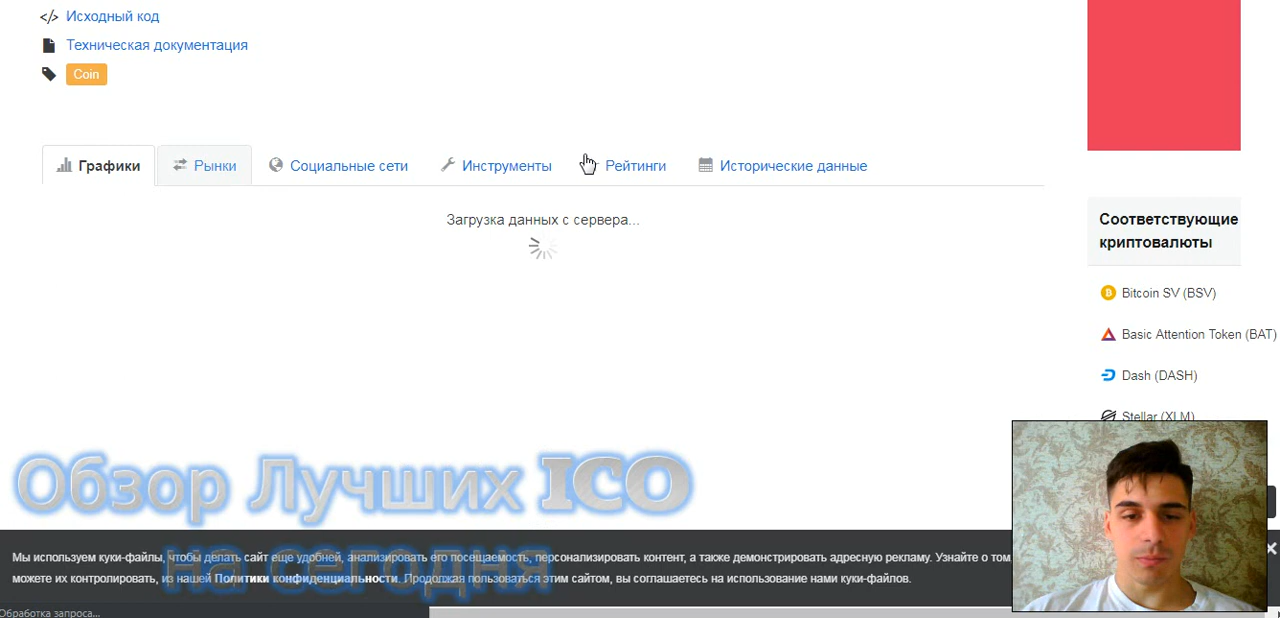 Исходный код
Техническая документация
Coin
Графики Рынки Социальные сети Инструменты Рейтинги Исторические данные
Загрузка данных с сервера...
Соответствующие
криптовалюты
Bitcoin SV (BSV)
Basic Attention Token (BAT)
Dash (DASH)
Stellar (XLM)
Обзор Лучших ICO
на сегодня
Мы используем куки-файлы, чтобы делать сайт еще удобней, анализировать его посещаемость, персонализировать контент, а также демонстрировать адресную рекламу. Узнайте о том
можете их контролировать, из нашей Политики конфиденциальности. Продолжая пользоваться этим сайтом, вы соглашаетесь на использование нами куки-файлов.
Обработка запроса...